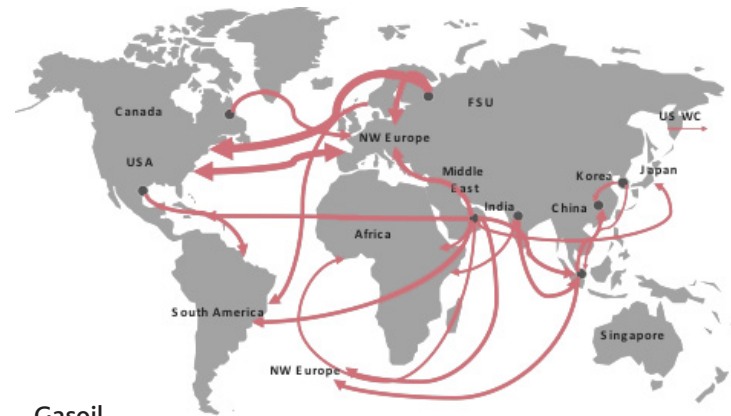 Canada
FSU
US WC
NW Europe
USA
Middle
East
Korea
Japan
India
China
Africa
South America
Singapore
NW Europe
Gasoil